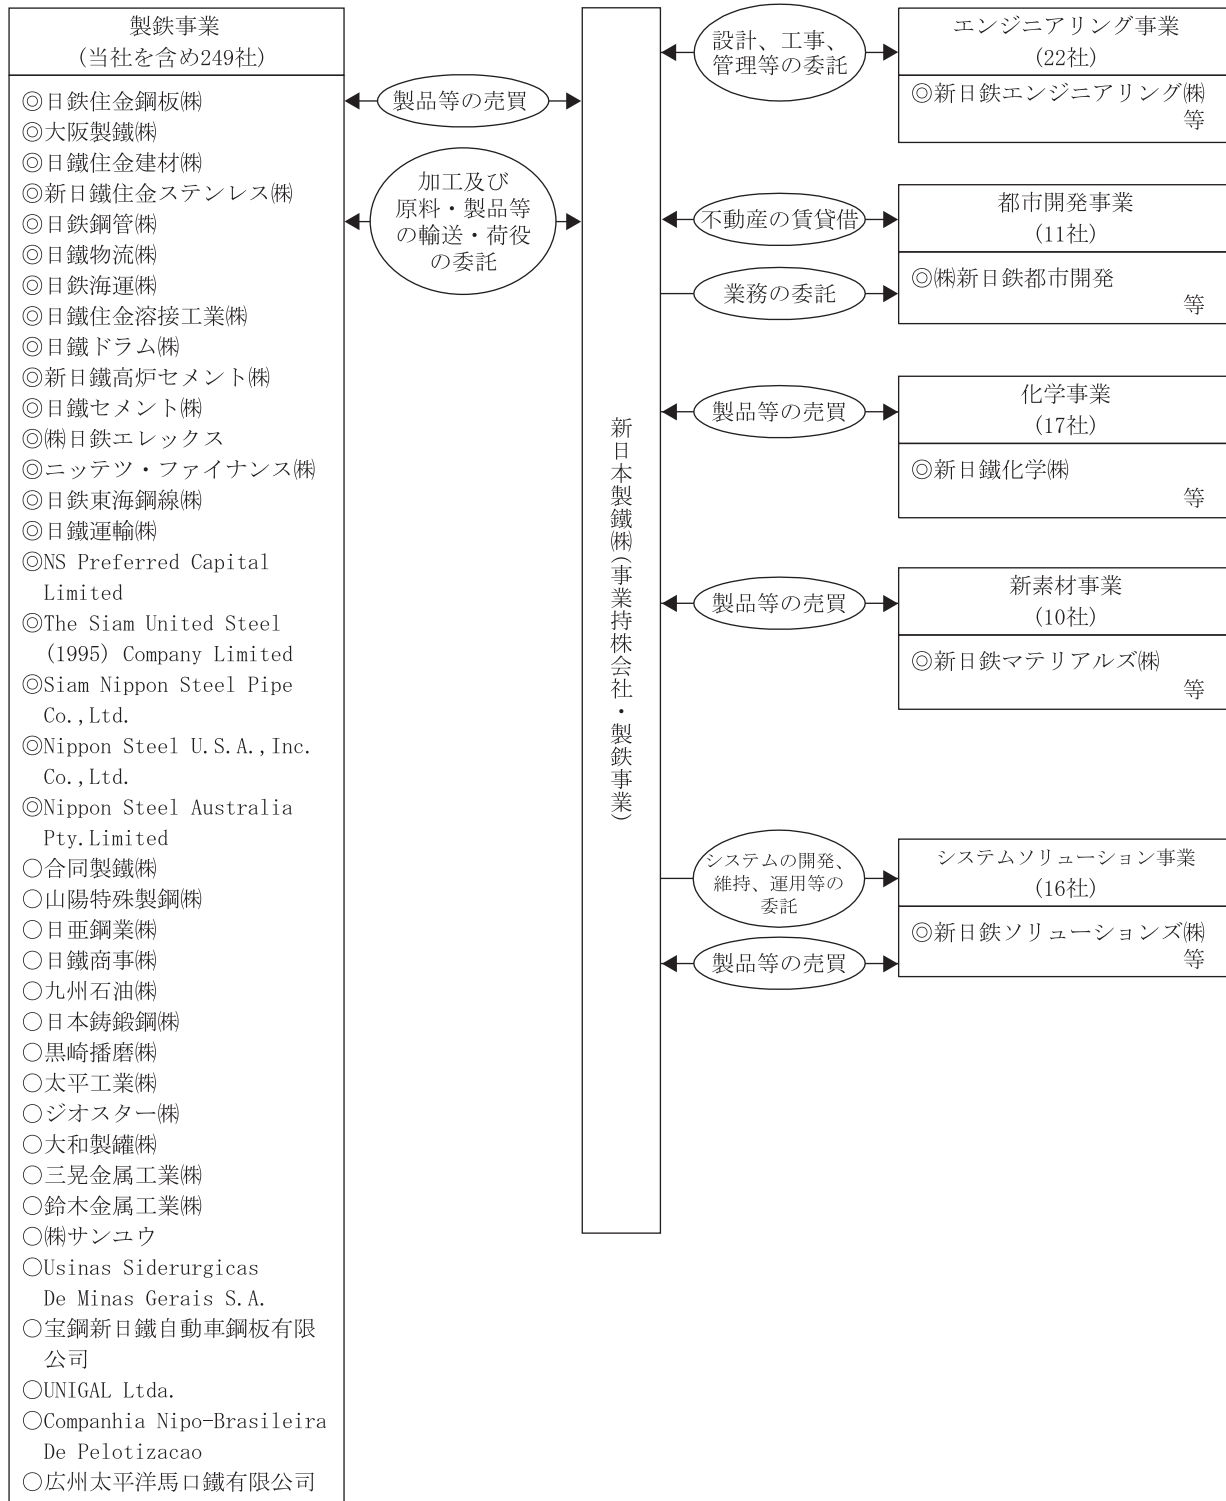 製鉄事業
(当社を含め249社)
◎日鉄住金鋼板㈱
◎大阪製鐵㈱
◎日鐵住金建材㈱
◎新日鐵住金ステンレス㈱
◎日鉄鋼管㈱
◎日鐵物流㈱
◎日鉄海運㈱
◎日鐵住金溶接工業㈱
◎日鐵ドラム㈱
◎新日鐵高炉セメント㈱
◎日鐵セメント㈱
◎㈱日鉄エレックス
◎ニッテツ・ファイナンス㈱
◎日鉄東海鋼線㈱
◎日鐵運輸㈱
◎NS Preferred Capital
Limited
◎The Siam United Steel
(1995) Company Limited
◎Siam Nippon Steel Pipe
Co.,Ltd.
◎Nippon Steel U.S.A.,Inc.
Co.,Ltd.
◎Nippon Steel Australia
Pty.Limited
○合同製鐵㈱
○山陽特殊製鋼㈱
○日亜鋼業㈱
○日鐵商事㈱
○九州石油㈱
○日本鋳鍛鋼㈱
○黒崎播磨㈱
○太平工業㈱
○ジオスター㈱
○大和製罐㈱
○三晃金属工業㈱
○鈴木金属工業㈱
○㈱サンユウ
○Usinas Siderurgicas
De Minas Gerais S.A.
○宝鋼新日鐵自動車鋼板有限
公司
○UNIGAL Ltda.
○Companhia Nipo-Brasileira
De Pelotizacao
○広州太平洋馬口鐵有限公司
製品等の売買
加工及び
原料・製品等
の輸送・荷役
の委託
新日本製鐵㈱(事業持株会社・製鉄事業)
設計、工事、
管理等の委託
エンジニアリング事業
(22社)
◎新日鉄エンジニアリング㈱
等
不動産の賃貸借
業務の委託
都市開発事業
(11社)
◎㈱新日鉄都市開発
等
製品等の売買
化学事業
(17社)
◎新日鐵化学㈱
等
製品等の売買
新素材事業
(10社)
◎新日鉄マテリアルズ㈱
等
システムの開発、
維持、運用等の
委託
製品等の売買
システムソリューション事業
(16社)
◎新日鉄ソリューションズ㈱
等